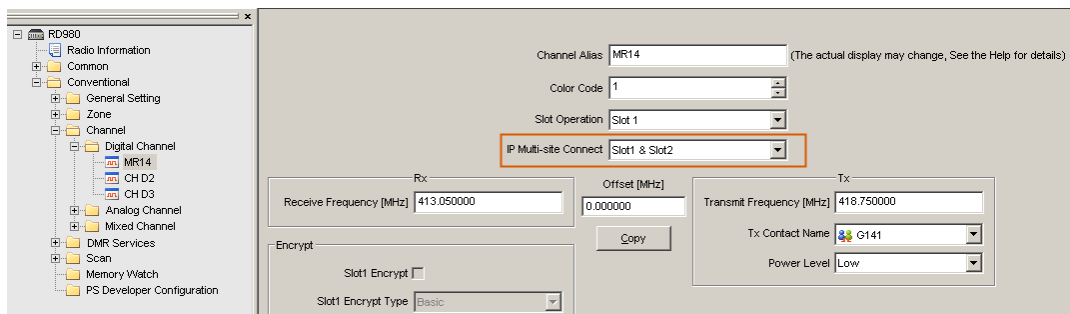 RD980
Radio Information
Common
Conventional
General Setting
Zone
Channel
Digital Channel
MR14
CH D2
CH D3
Analog Channel
Mixed Channel
DMR Services
Scan
Memory Watch
PS Developer Configuration
Channel Alias MR14 (The actual display may change, See the Help for details)
Color Code 1
Slot Operation Slot 1
IP Multi-site Connect Slot1 & Slot2
Rx
Receive Frequency [MHz] 413.050000
Offset [MHz]
0.000000
Copy
Tx
Transmit Frequency [MHz] 418.750000
Tx Contact Name G141
Power Level Low
Encrypt
Slot1 Encrypt
Slot1 Encrypt Type Basic